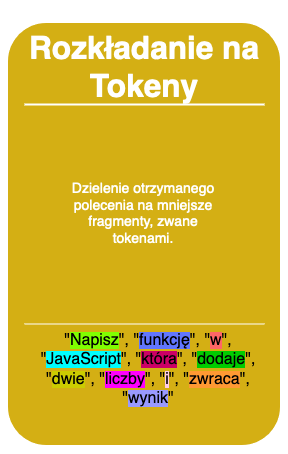 Rozkładanie na
Tokeny
Dzielenie otrzymanego
polecenia na mniejsze
fragmenty, zwane
tokenami.
"Napisz", "funkcję", "w",
"JavaScript", "która", "dodaje",
"dwie", "liczby", "i", "zwraca",
"wynik"